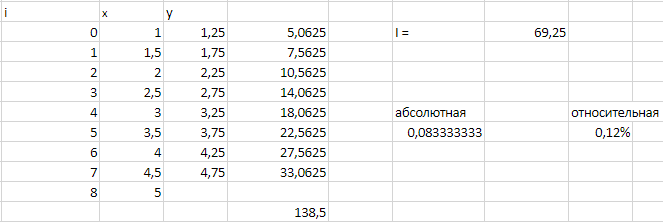 i x y
0 1 1,25 5,0625 I = 69,25
1 1,5 1,75 7,5625
2 2 2,25 10,5625
3 2,5 2,75 14,0625
4 3 3,25 18,0625 абсолютная относительная
5 3,5 3,75 22,5625 0,083333333 0,12%
6 4 4,25 27,5625
7 4,5 4,75 33,0625
8 5
138,5